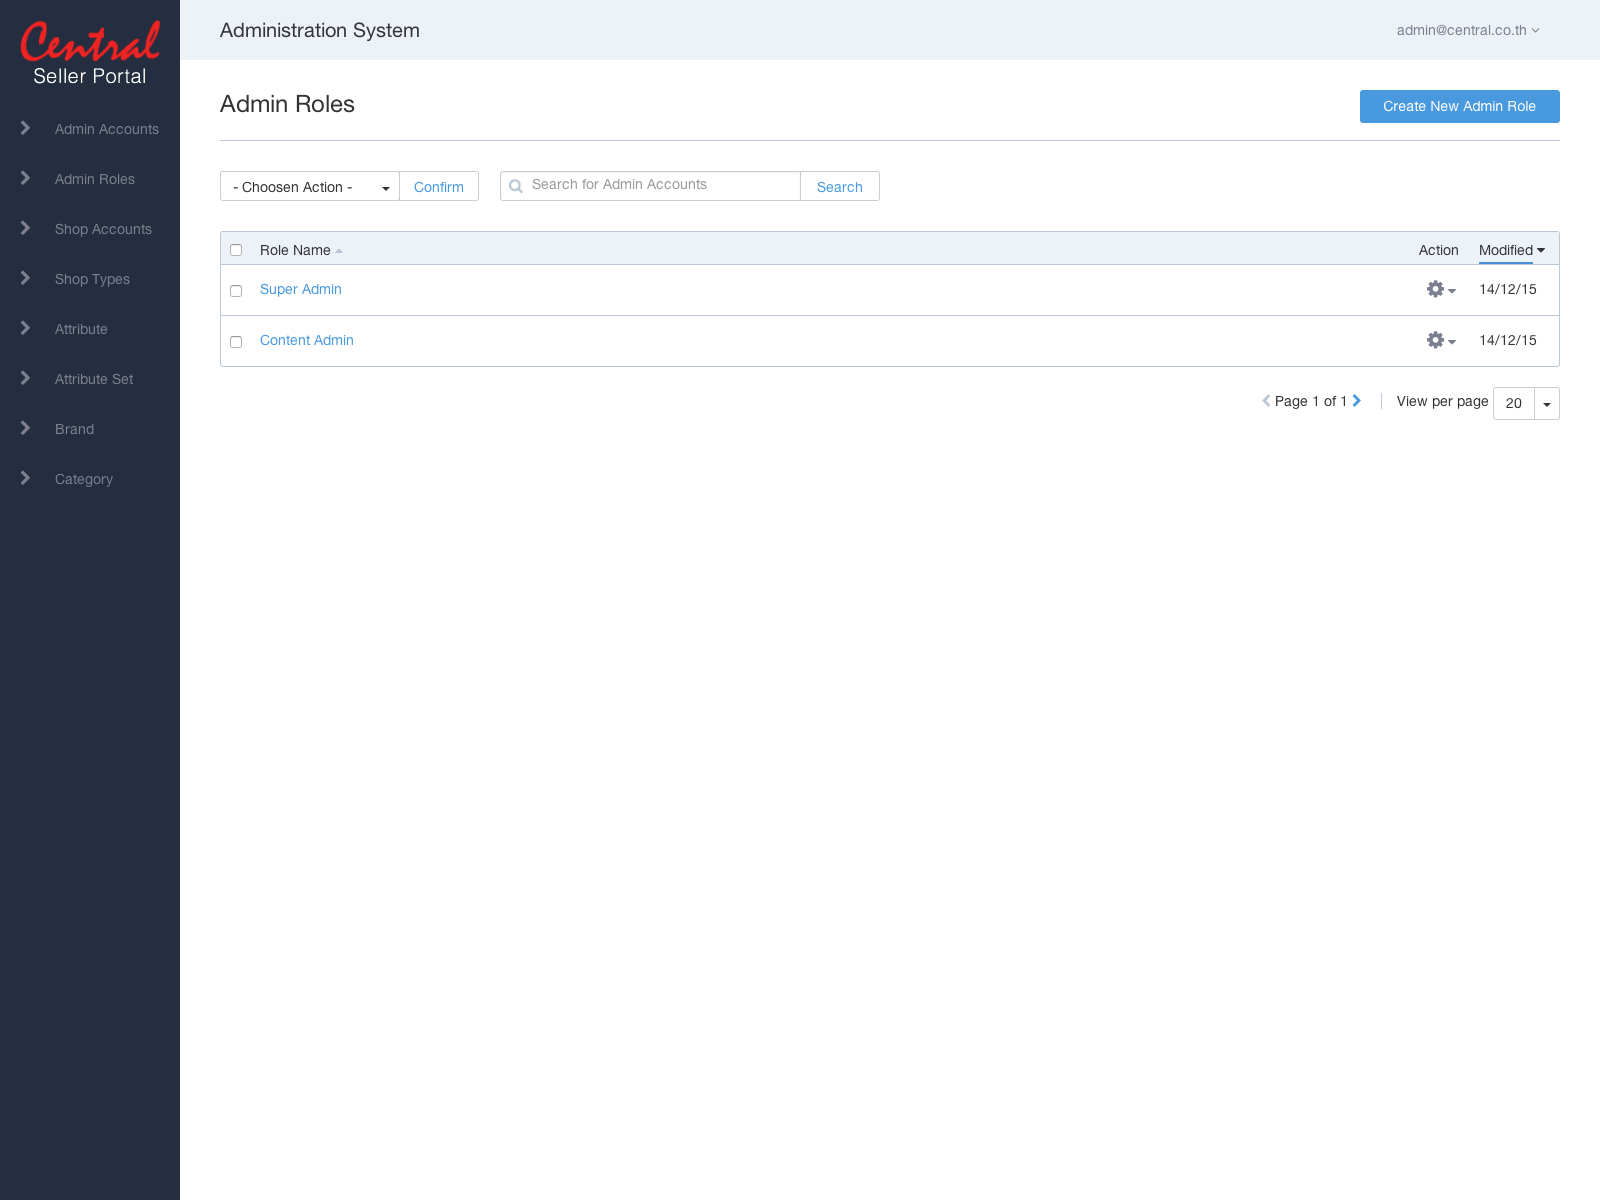 Central
Seller Portal
Administration System
admin@central.co.th
Admin Accounts
Admin Roles
Shop Accounts
Shop Types
Attribute
Attribute Set
Brand
Category
Admin Roles
Create New Admin Role
- Choosen Action -
Confirm
Search for Admin Accounts
Search
Role Name
Action
Modified
Super Admin
14/12/15
Content Admin
14/12/15
Page 1 of 1
View per page
20